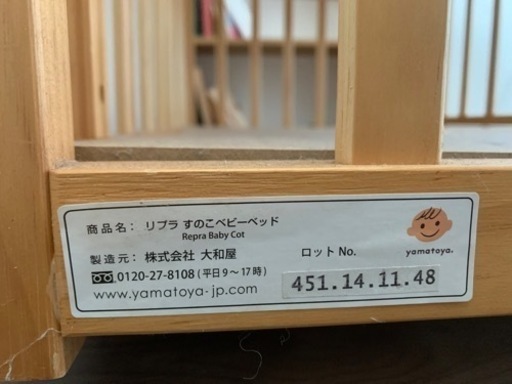 商品名： リプラ すのこベビーベッド
Repra Baby Cot
製造元： 株式会社 大和屋
0120-27-8108 (平日9～17時)
www.yamatoya-jp.com
yamatoya.
ロット No.
451.14.11.48